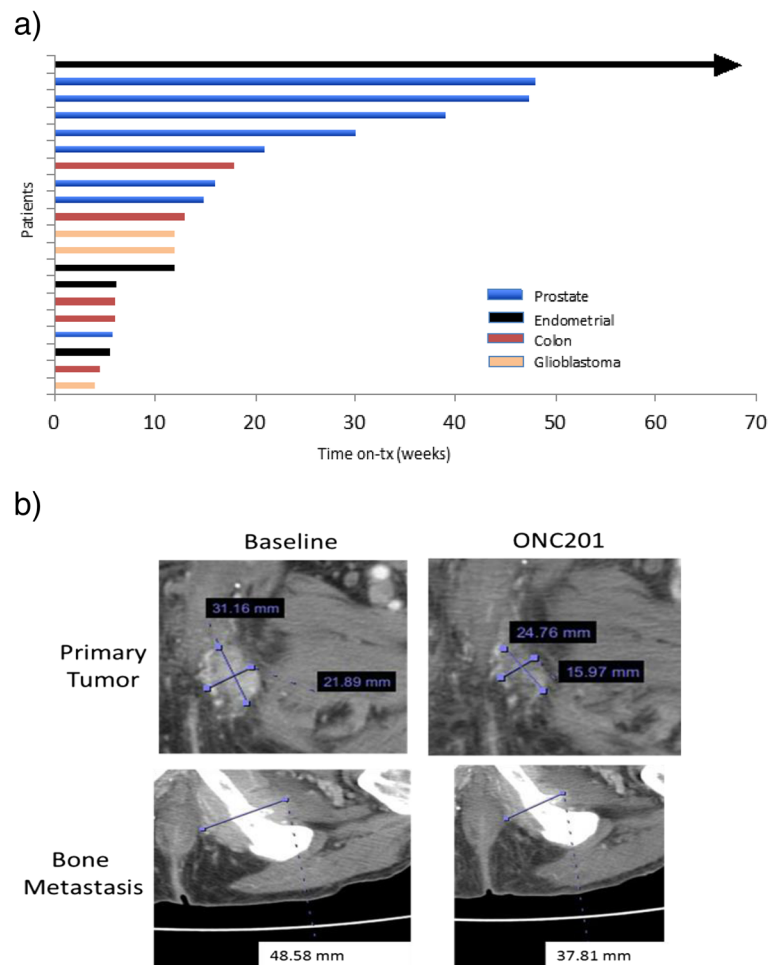 a)
Patients
Prostate
Endometrial
Colon
Glioblastoma
0 10 20 30 40 50 60 70
Time on-tx (weeks)
b)
Baseline ONC201
Primary
Tumor
31.16 mm
21.89 mm
24.76 mm
15.97 mm
Bone
Metastasis
48.58 mm
37.81 mm